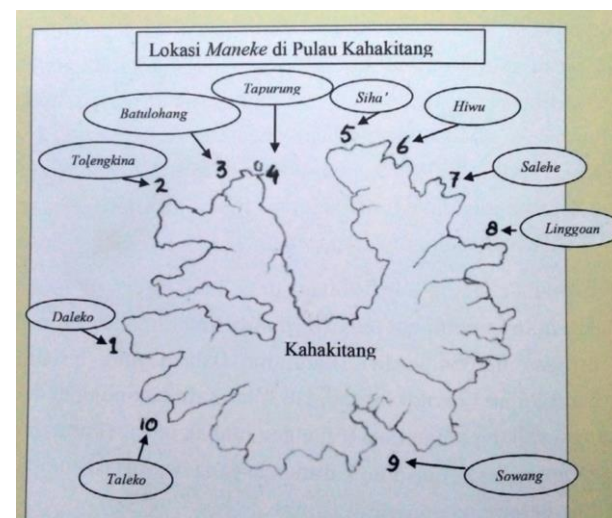 Lokasi Maneke di Pulau Kahakitang
Tapurung
Siha'
Batulohang
Hiwu
Toļengkina
Salehe
2
3
4
5
6
7
8
Linggoan
Daleko
1
Kahakitang
10
9
Taleko
Sowang